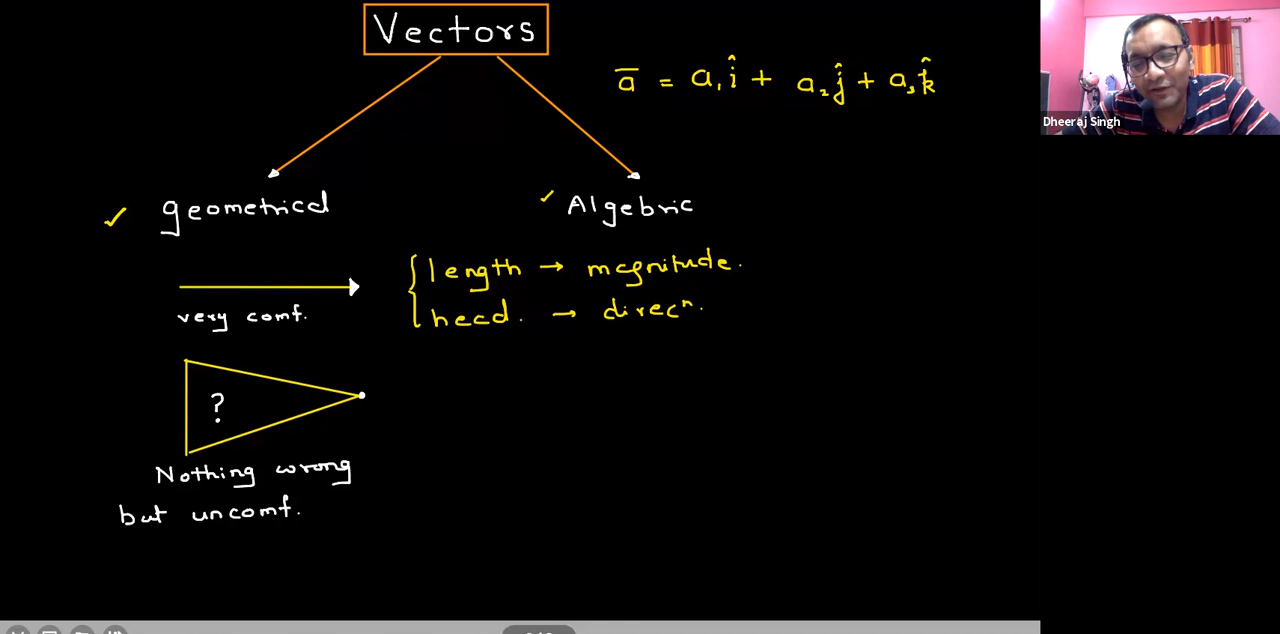 Vectors
a̅ = a₁î + a₂ĵ + a₃k̂
Dheeraj Singh
✓ geometrical
✓ Algebric
{ length → magnitude.
head. → direcⁿ.
very comf.
?
Nothing wrong
but uncomf.